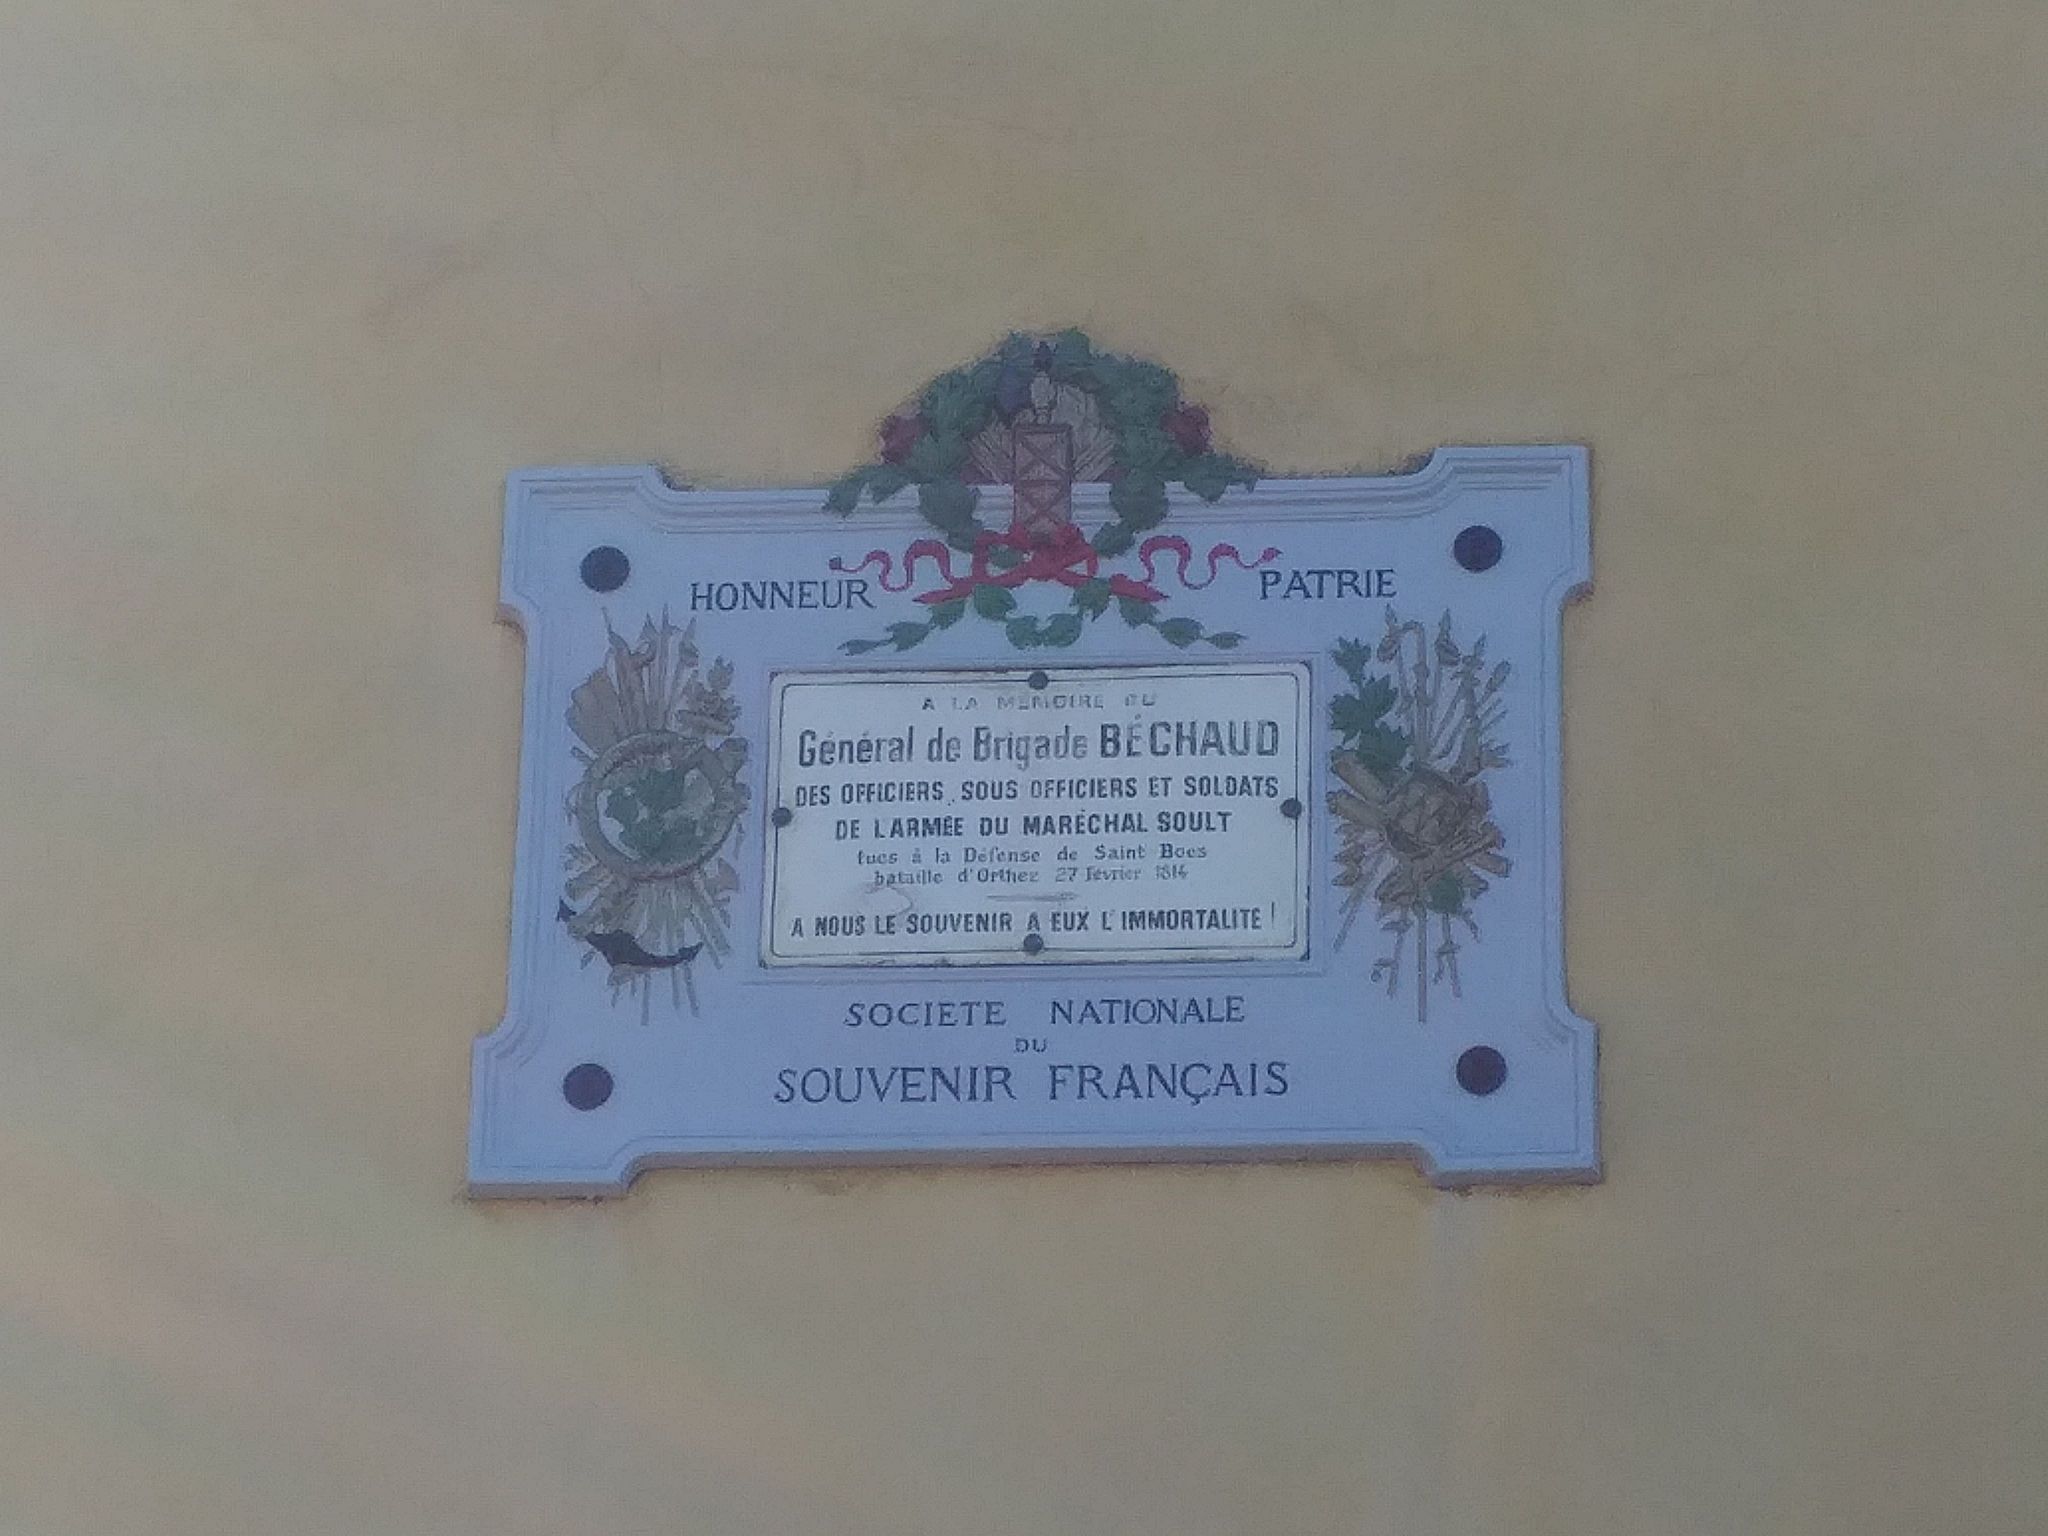 HONNEUR PATRIE
A LA MEMOIRE DU
Général de Brigade BÉCHAUD
DES OFFICIERS, SOUS OFFICIERS ET SOLDATS
DE L'ARMÉE DU MARÉCHAL SOULT
tues à la Défense de Saint Boes
bataille d'Orthez 27 février 1814
A NOUS LE SOUVENIR A EUX L'IMMORTALITE !
SOCIETE NATIONALE
DU
SOUVENIR FRANÇAIS